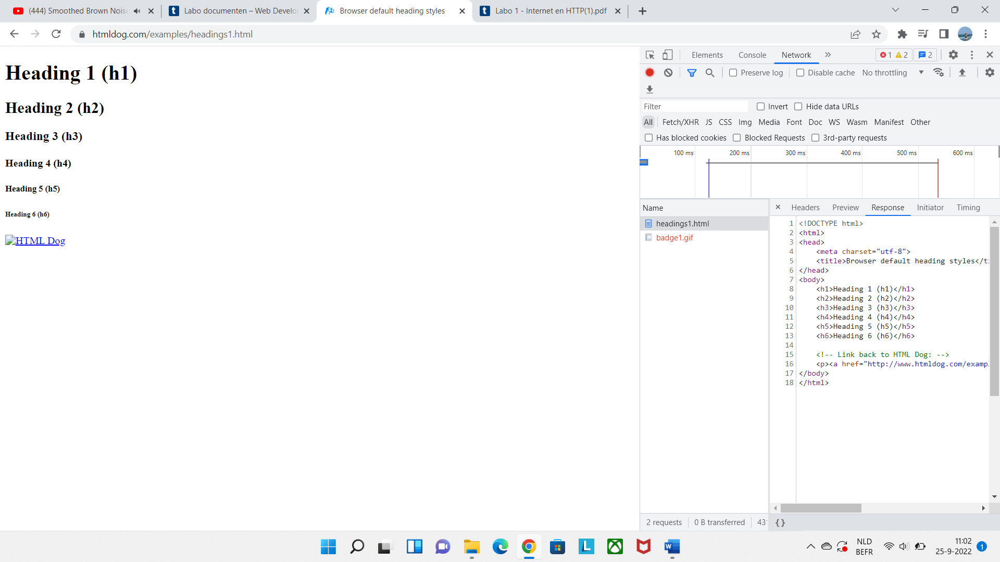 (444) Smoothed Brown Noise
Labo documenten – Web Develo
Browser default heading styles
Labo 1 - Internet en HTTP(1).pdf
htmldog.com/examples/headings1.html
Heading 1 (h1)
Heading 2 (h2)
Heading 3 (h3)
Heading 4 (h4)
Heading 5 (h5)
Heading 6 (h6)
HTML Dog
Elements Console Network 1 2 2
Preserve log Disable cache No throttling
Filter Invert Hide data URLs
All Fetch/XHR JS CSS Img Media Font Doc WS Wasm Manifest Other
Has blocked cookies Blocked Requests 3rd-party requests
100 ms 200 ms 300 ms 400 ms 500 ms 600 ms
Name
headings1.html
badge1.gif
Headers Preview Response Initiator Timing
1 <!DOCTYPE html>
2 <html>
3 <head>
4 <meta charset="utf-8">
5 <title>Browser default heading styles</t
6 </head>
7 <body>
8 <h1>Heading 1 (h1)</h1>
9 <h2>Heading 2 (h2)</h2>
10 <h3>Heading 3 (h3)</h3>
11 <h4>Heading 4 (h4)</h4>
12 <h5>Heading 5 (h5)</h5>
13 <h6>Heading 6 (h6)</h6>
14
15 <!-- Link back to HTML Dog: -->
16 <p><a href="http://www.htmldog.com/examp
17 </body>
18 </html>
2 requests 0 B transferred 43
{ }
NLD
BEFR
11:02
25-9-2022
1